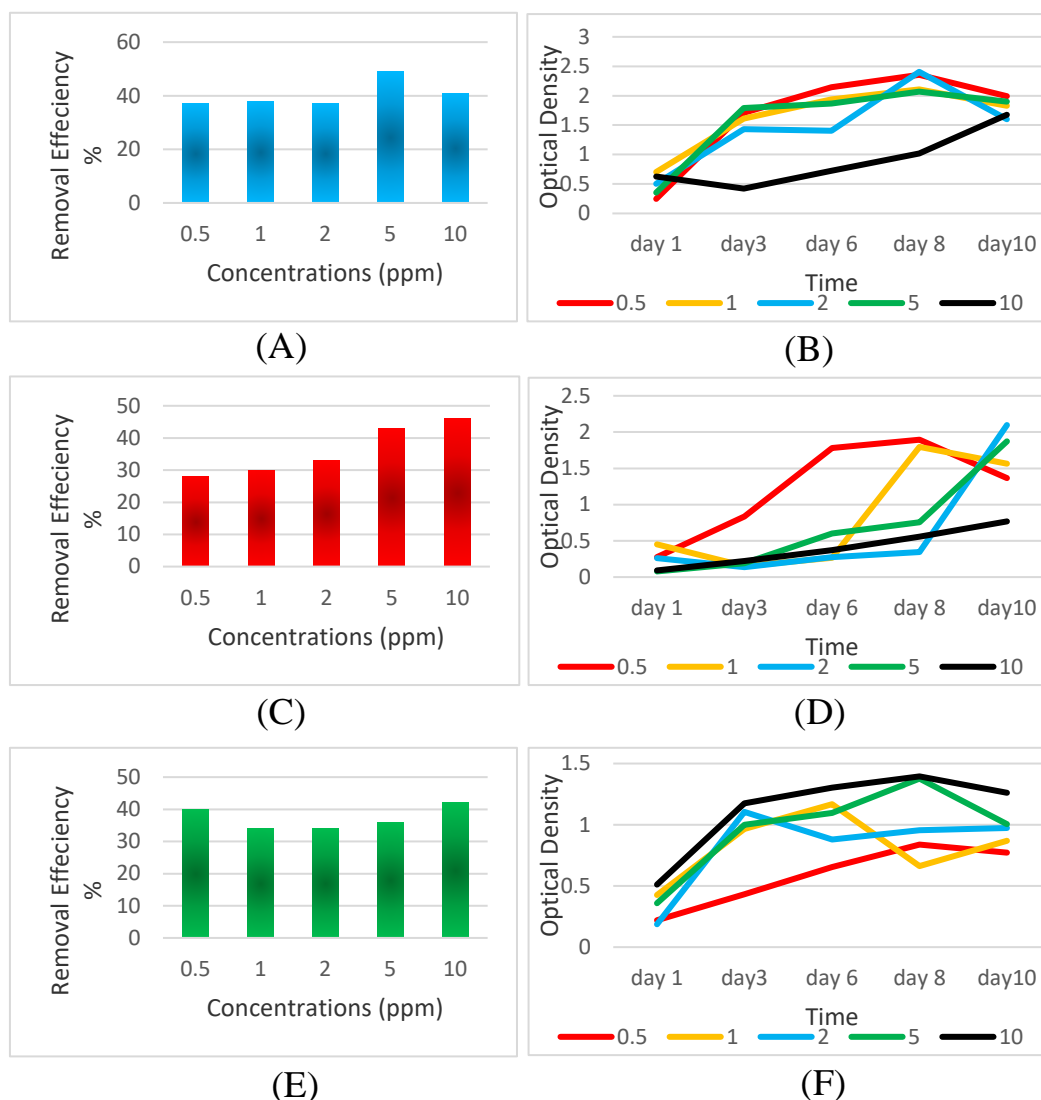 60
40
20
0
Removal Effeciency
%
0.5 1 2 5 10
Concentrations (ppm)
(A)
3
2.5
2
1.5
1
0.5
0
Optical Density
day 1 day3 day 6 day 8 day10
Time
0.5 1 2 5 10
(B)
50
40
30
20
10
0
Removal Effeciency
%
0.5 1 2 5 10
Concentrations (ppm)
(C)
2.5
2
1.5
1
0.5
0
Optical Density
day 1 day3 day 6 day 8 day10
Time
0.5 1 2 5 10
(D)
50
40
30
20
10
0
Removal Effeciency
%
0.5 1 2 5 10
Concentrations (ppm)
(E)
1.5
1
0.5
0
Optical Density
day 1 day3 day 6 day 8 day10
Time
0.5 1 2 5 10
(F)